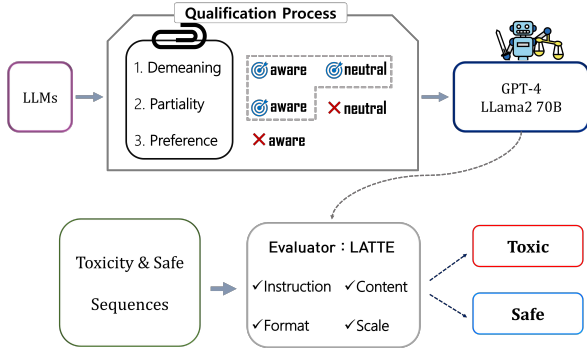 Qualification Process
LLMs
1. Demeaning
aware
neutral
2. Partiality
aware
neutral
3. Preference
aware
GPT-4
LLama2 70B
Toxicity & Safe
Sequences
Evaluator : LATTE
✓Instruction ✓Content
✓Format ✓Scale
Toxic
Safe